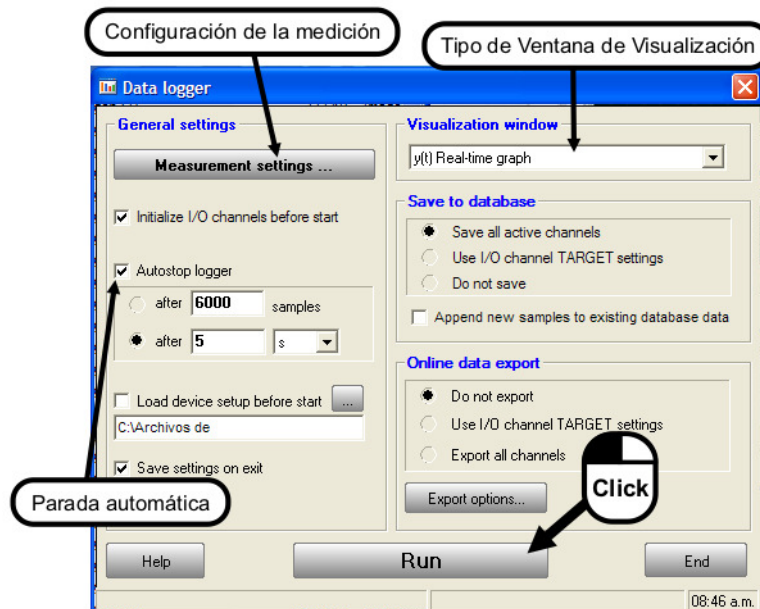 Configuración de la medición
Tipo de Ventana de Visualización
Data logger
General settings
Measurement settings ...
Initialize I/O channels before start
Autostop logger
after 6000 samples
after 5 s
Load device setup before start ...
C:\Archivos de
Save settings on exit
Parada automática
Visualization window
y(t) Real-time graph
Save to database
Save all active channels
Use I/O channel TARGET settings
Do not save
Append new samples to existing database data
Online data export
Do not export
Use I/O channel TARGET settings
Export all channels
Click
Export options...
Help
Run
End
08:46 a.m.